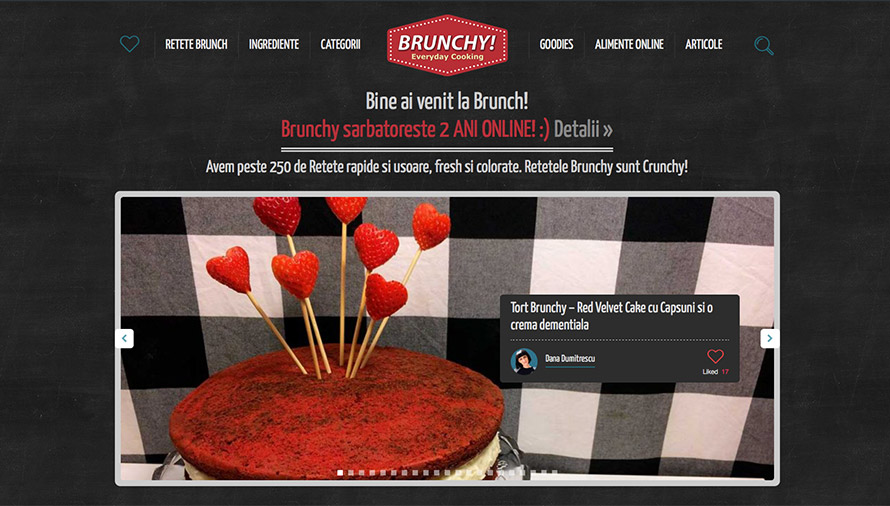 RETETE BRUNCH
INGREDIENTE
CATEGORII
BRUNCHY!
Everyday Cooking
GOODIES
ALIMENTE ONLINE
ARTICOLE
Bine ai venit la Brunch!
Brunchy sarbatoreste 2 ANI ONLINE! :) Detalii »
Avem peste 250 de Retete rapide si usoare, fresh si colorate. Retetele Brunchy sunt Crunchy!
Tort Brunchy – Red Velvet Cake cu Capsuni si o
crema dementiala
Dana Dumitrescu
Liked 17